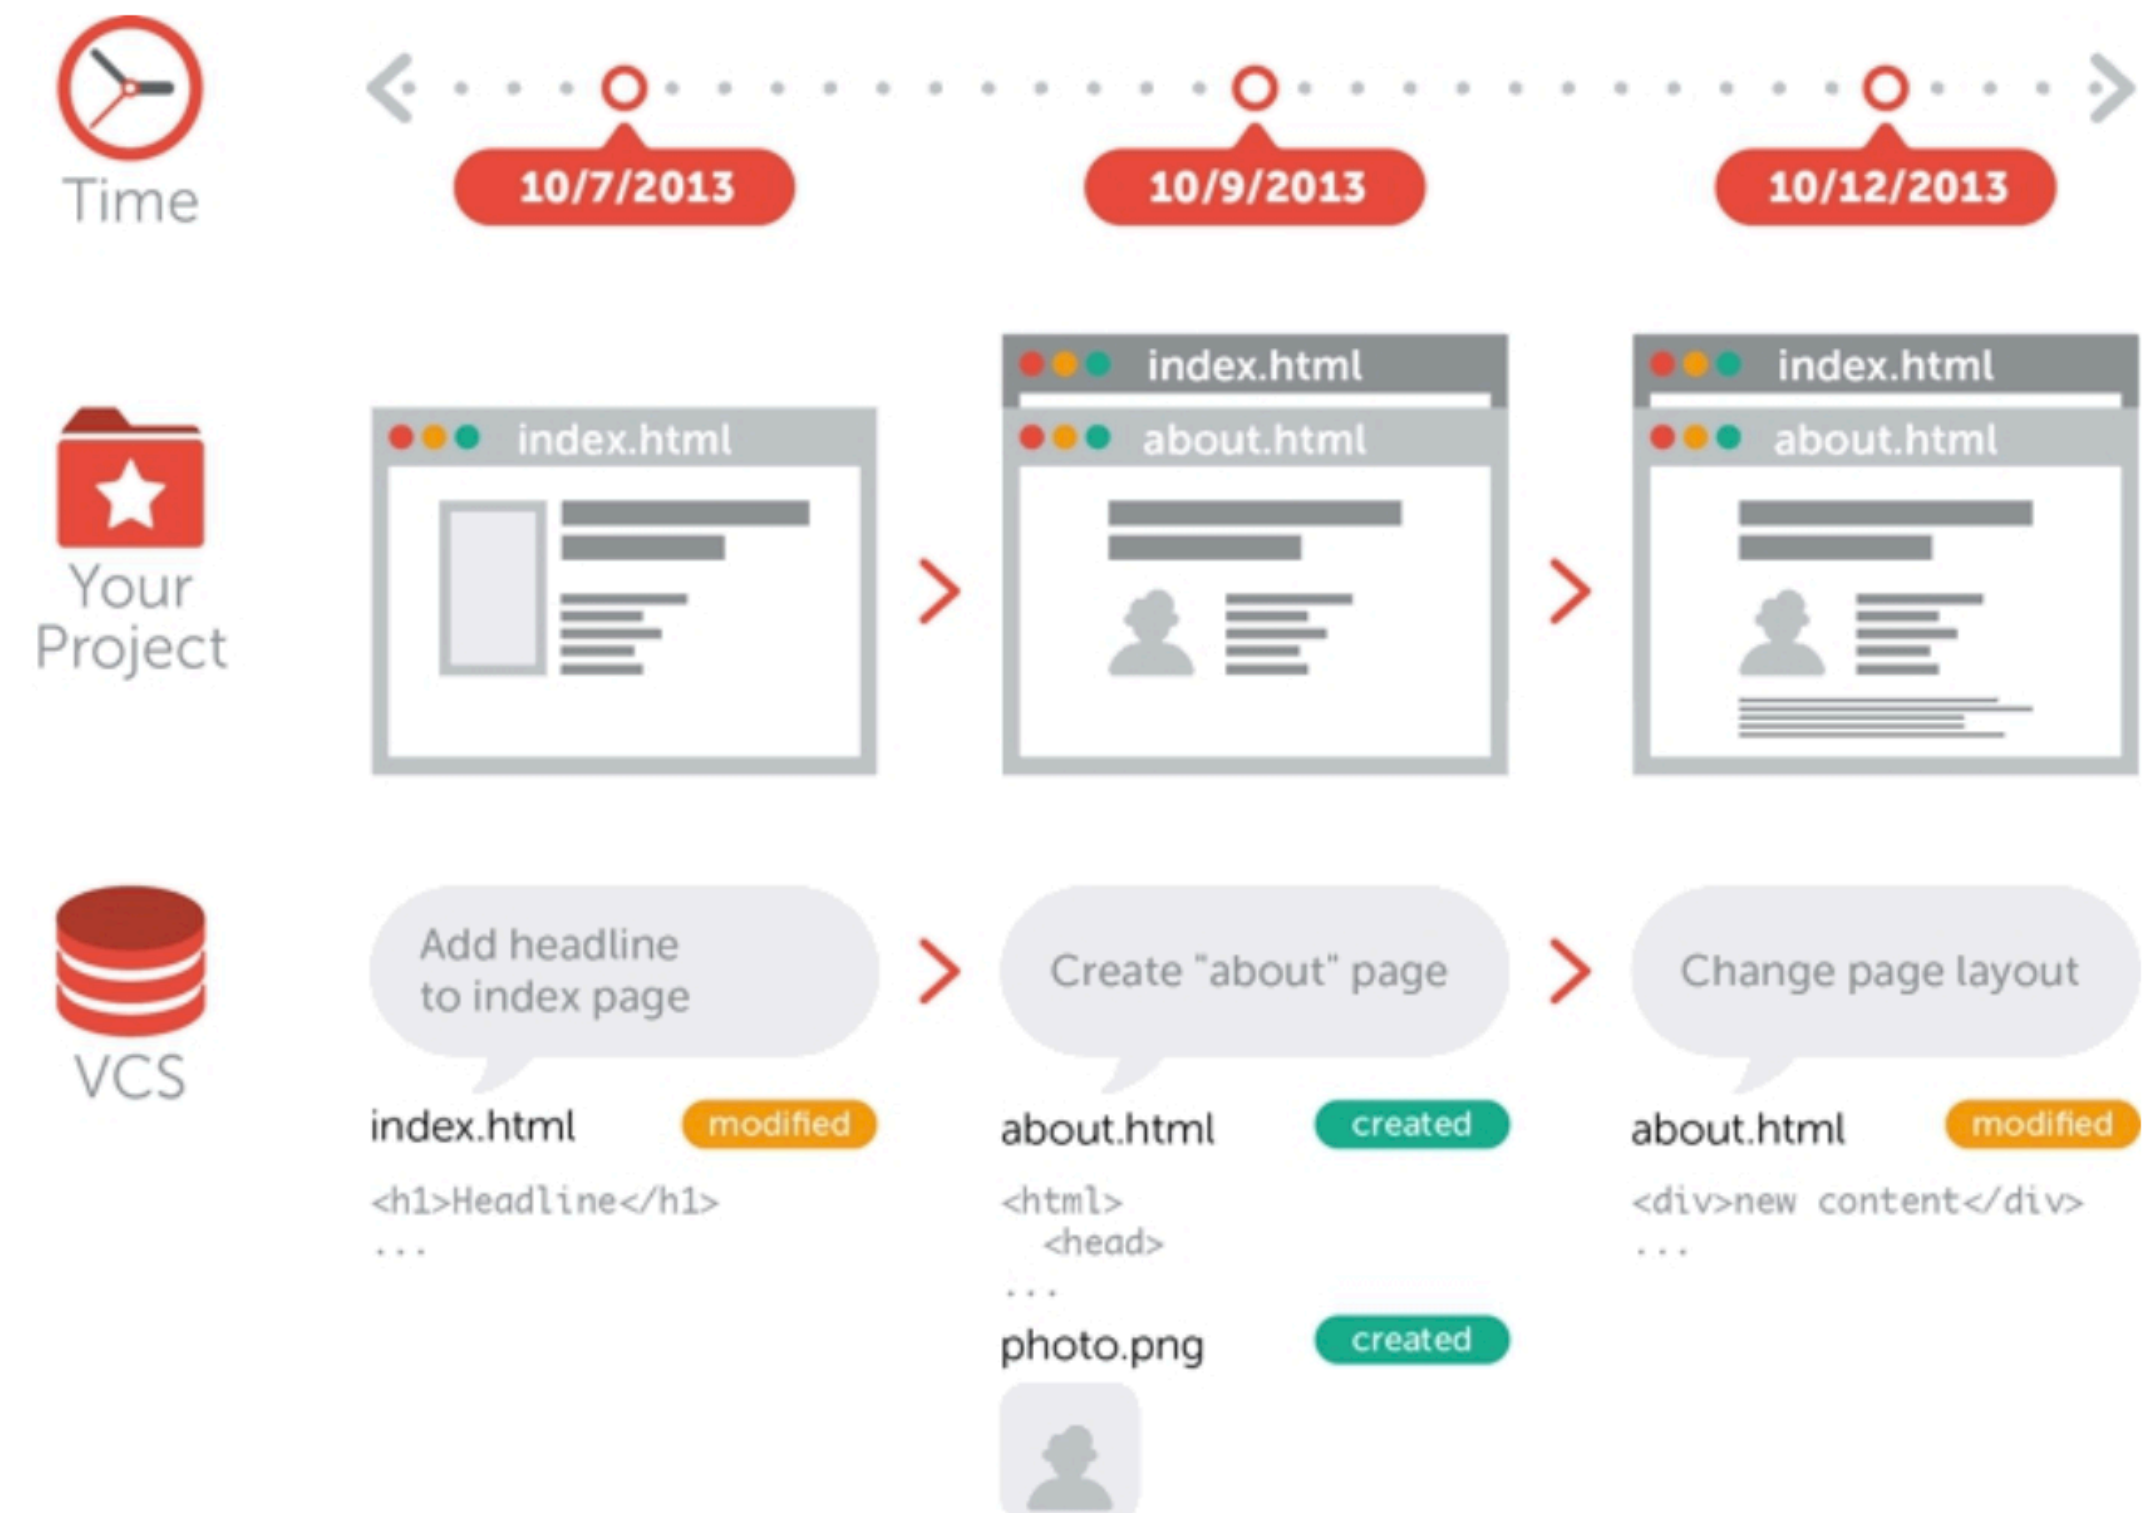 Time
10/7/2013
10/9/2013
10/12/2013
Your
Project
index.html
index.html
about.html
index.html
about.html
VCS
Add headline
to index page
Create "about" page
Change page layout
index.html modified
<h1>Headline</h1>
...
about.html created
<html>
<head>
...
photo.png created
about.html modified
<div>new content</div>
...